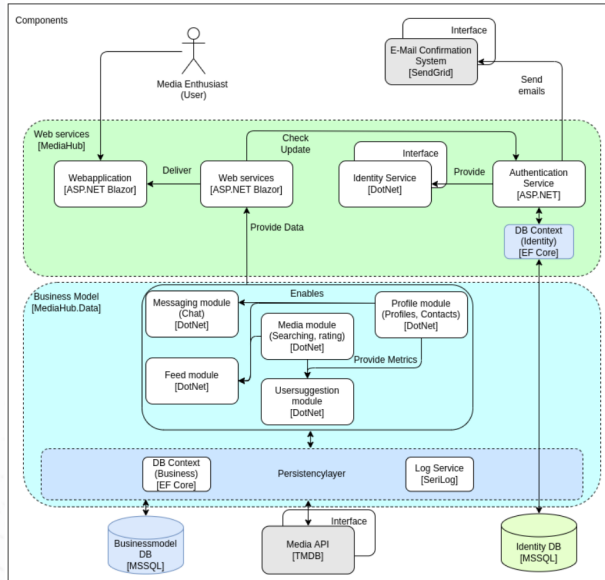 Components
Interface
E-Mail Confirmation
System
[SendGrid]
Media Enthusiast
(User)
Send
emails
Web services
[MediaHub]
Check
Update
Interface
Webapplication
[ASP.NET Blazor]
Deliver
Web services
[ASP.NET Blazor]
Identity Service
[DotNet]
Provide
Authentication
Service
[ASP.NET]
Provide Data
DB Context
(Identity)
[EF Core]
Business Model
[MediaHub.Data]
Enables
Messaging module
(Chat)
[DotNet]
Profile module
(Profiles, Contacts)
[DotNet]
Media module
(Searching, rating)
[DotNet]
Provide Metrics
Feed module
[DotNet]
Usersuggestion
module
[DotNet]
DB Context
(Business)
[EF Core]
Persistencylayer
Log Service
[SeriLog]
Interface
Businessmodel
DB
[MSSQL]
Media API
[TMDB]
Identity DB
[MSSQL]